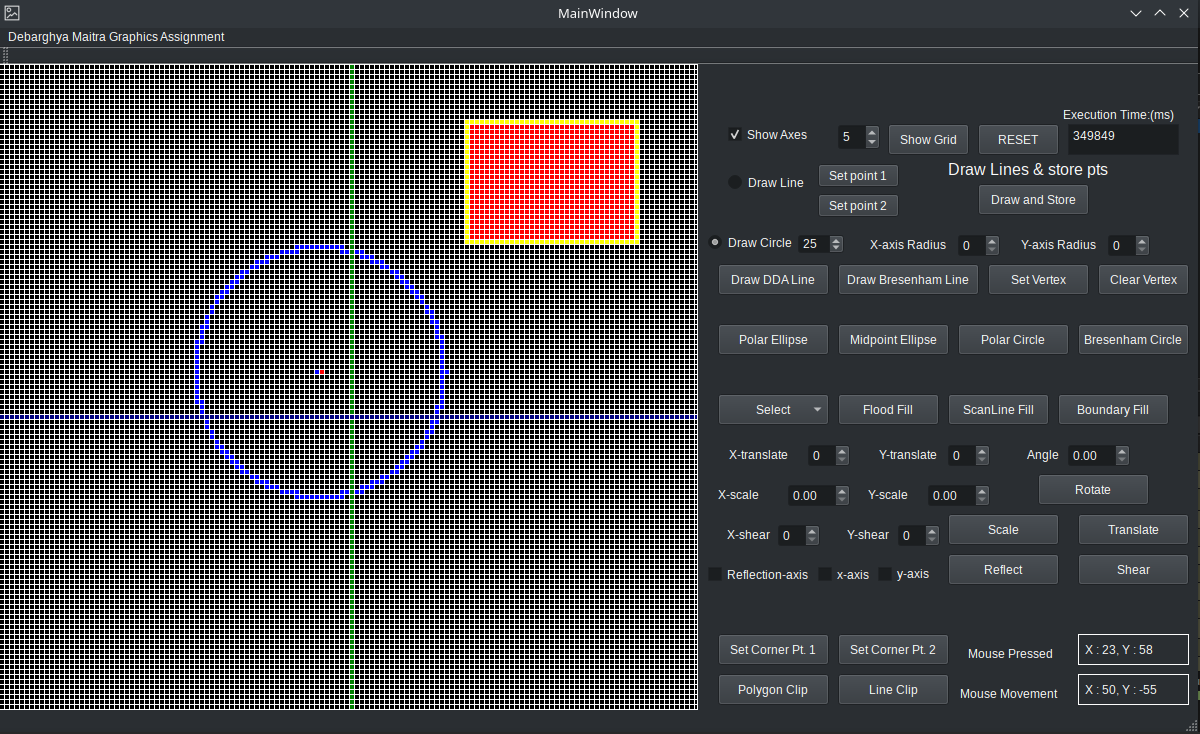 MainWindow
Debarghya Maitra Graphics Assignment
Execution Time:(ms)
Show Axes 5 Show Grid RESET 349849
Draw Lines & store pts
Draw Line Set point 1
Set point 2 Draw and Store
Draw Circle 25 X-axis Radius 0 Y-axis Radius 0
Draw DDA Line Draw Bresenham Line Set Vertex Clear Vertex
Polar Ellipse Midpoint Ellipse Polar Circle Bresenham Circle
Select Flood Fill ScanLine Fill Boundary Fill
X-translate 0 Y-translate 0 Angle 0.00
X-scale 0.00 Y-scale 0.00 Rotate
X-shear 0 Y-shear 0 Scale Translate
Reflection-axis x-axis y-axis Reflect Shear
Set Corner Pt. 1 Set Corner Pt. 2 Mouse Pressed X : 23, Y : 58
Polygon Clip Line Clip Mouse Movement X : 50, Y : -55